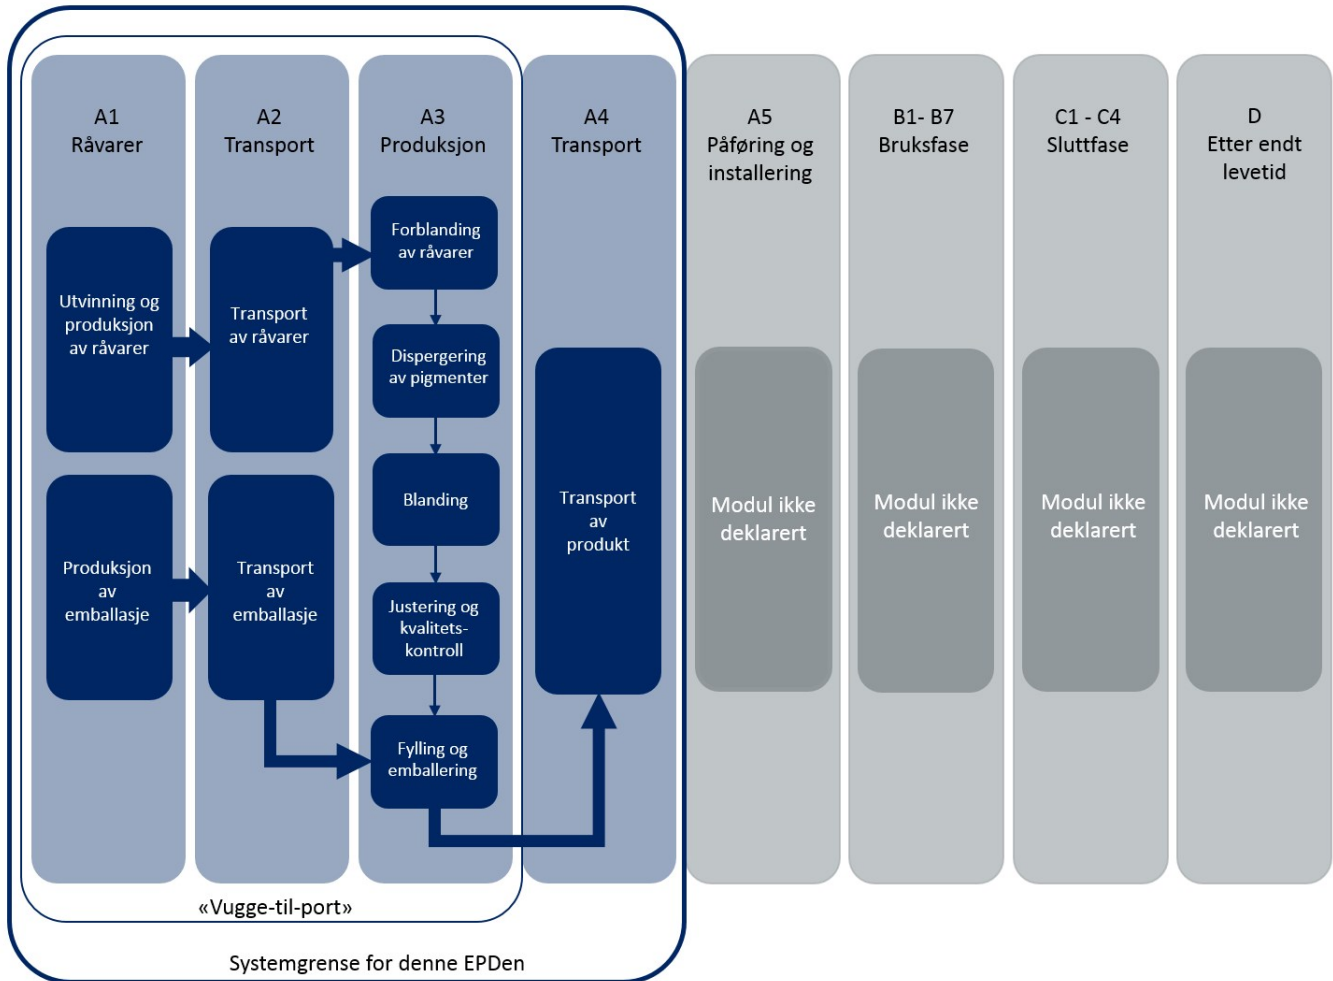 A1
Råvarer
A2
Transport
A3
Produksjon
A4
Transport
A5
Påføring og
installering
B1- B7
Bruksfase
C1 - C4
Sluttfase
D
Etter endt
levetid
Utvinning og
produksjon
av råvarer
Transport
av råvarer
Forblanding
av råvarer
Dispergering
av pigmenter
Blanding
Justering og
kvalitets-
kontroll
Fylling og
emballering
Produksjon
av
emballasje
Transport
av
emballasje
Transport
av
produkt
Modul ikke
deklarert
Modul ikke
deklarert
Modul ikke
deklarert
Modul ikke
deklarert
«Vugge-til-port»
Systemgrense for denne EPDen